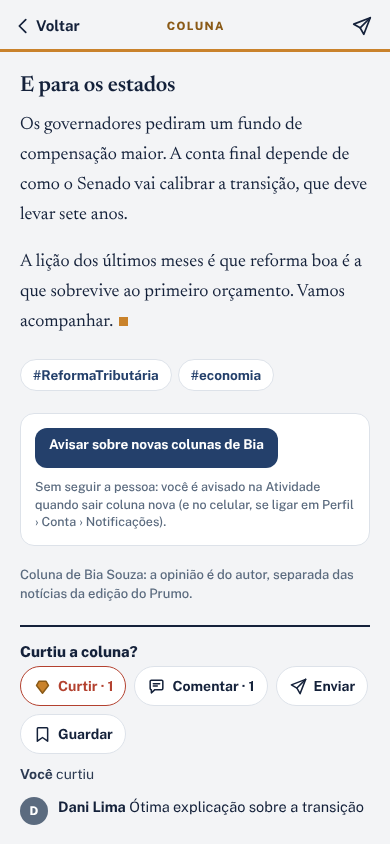 Voltar
COLUNA
E para os estados
Os governadores pediram um fundo de
compensação maior. A conta final depende de
como o Senado vai calibrar a transição, que deve
levar sete anos.
A lição dos últimos meses é que reforma boa é a
que sobrevive ao primeiro orçamento. Vamos
acompanhar.
#ReformaTributária
#economia
Avisar sobre novas colunas de Bia
Sem seguir a pessoa: você é avisado na Atividade
quando sair coluna nova (e no celular, se ligar em Perfil
› Conta › Notificações).
Coluna de Bia Souza: a opinião é do autor, separada das
notícias da edição do Prumo.
Curtiu a coluna?
Curtir · 1
Comentar · 1
Enviar
Guardar
Você curtiu
D
Dani Lima Ótima explicação sobre a transição